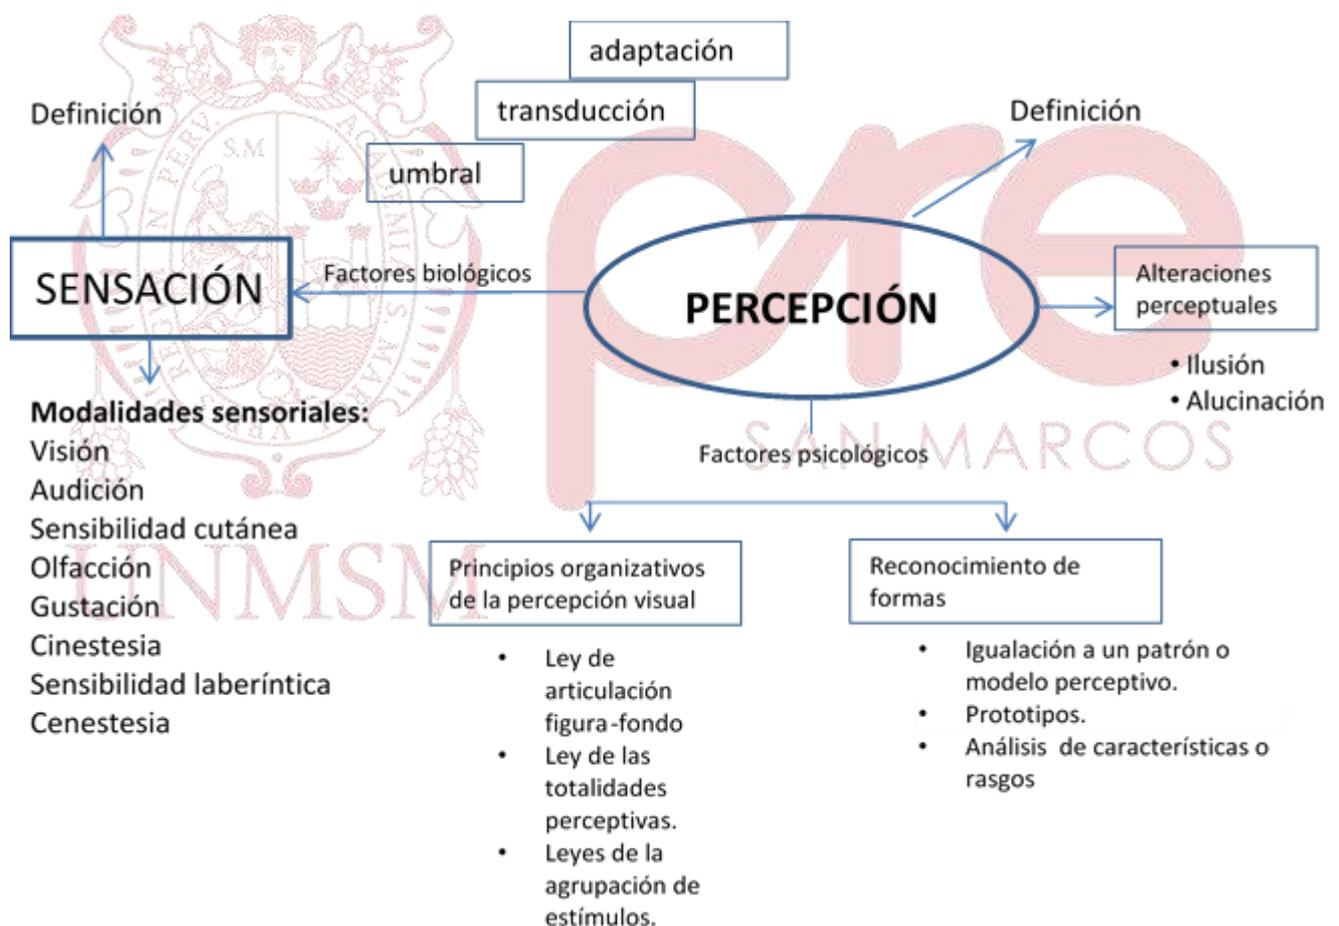 adaptación
transducción
umbral
Definición
Definición
SENSACIÓN
Factores biológicos
PERCEPCIÓN
Alteraciones
perceptuales
• Ilusión
• Alucinación
Modalidades sensoriales:
Visión
Audición
Sensibilidad cutánea
Olfacción
Gustación
Cinestesia
Sensibilidad laberíntica
Cenestesia
Factores psicológicos
Principios organizativos
de la percepción visual
• Ley de
articulación
figura-fondo
• Ley de las
totalidades
perceptivas.
• Leyes de la
agrupación de
estímulos.
Reconocimiento de
formas
• Igualación a un patrón o
modelo perceptivo.
• Prototipos.
• Análisis de características o
rasgos
S.M
UNMSM
pre
SAN MARCOS